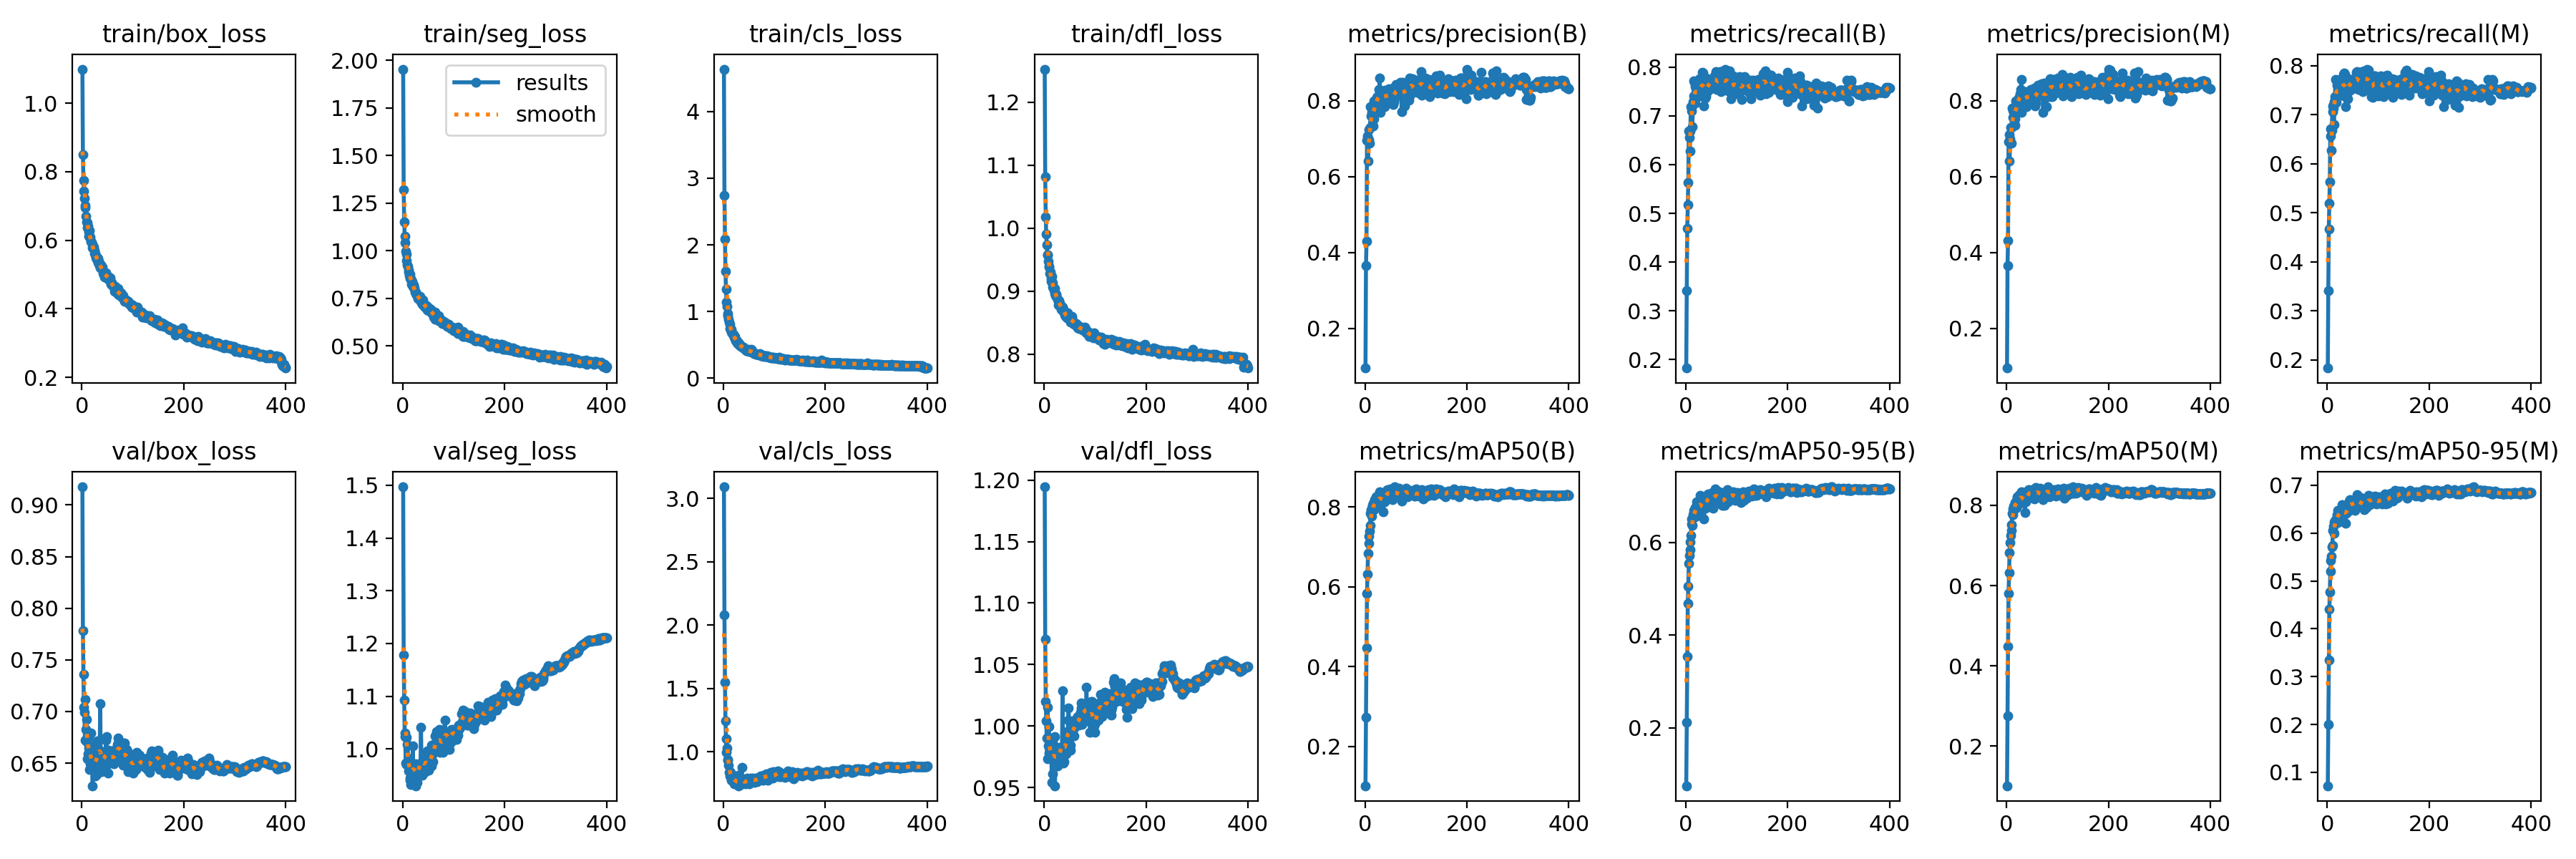 train/box_loss
train/seg_loss
train/cls_loss
train/dfl_loss
metrics/precision(B)
metrics/recall(B)
metrics/precision(M)
metrics/recall(M)
1.0
0.8
0.6
0.4
0.2
0 200 400
2.00
1.75
1.50
1.25
1.00
0.75
0.50
results
smooth
0 200 400
4
3
2
1
0
0 200 400
1.2
1.1
1.0
0.9
0.8
0 200 400
0.8
0.6
0.4
0.2
0 200 400
0.8
0.7
0.6
0.5
0.4
0.3
0.2
0 200 400
0.8
0.6
0.4
0.2
0 200 400
0.8
0.7
0.6
0.5
0.4
0.3
0.2
0 200 400
val/box_loss
val/seg_loss
val/cls_loss
val/dfl_loss
metrics/mAP50(B)
metrics/mAP50-95(B)
metrics/mAP50(M)
metrics/mAP50-95(M)
0.90
0.85
0.80
0.75
0.70
0.65
0 200 400
1.5
1.4
1.3
1.2
1.1
1.0
0 200 400
3.0
2.5
2.0
1.5
1.0
0 200 400
1.20
1.15
1.10
1.05
1.00
0.95
0 200 400
0.8
0.6
0.4
0.2
0 200 400
0.6
0.4
0.2
0 200 400
0.8
0.6
0.4
0.2
0 200 400
0.7
0.6
0.5
0.4
0.3
0.2
0.1
0 200 400